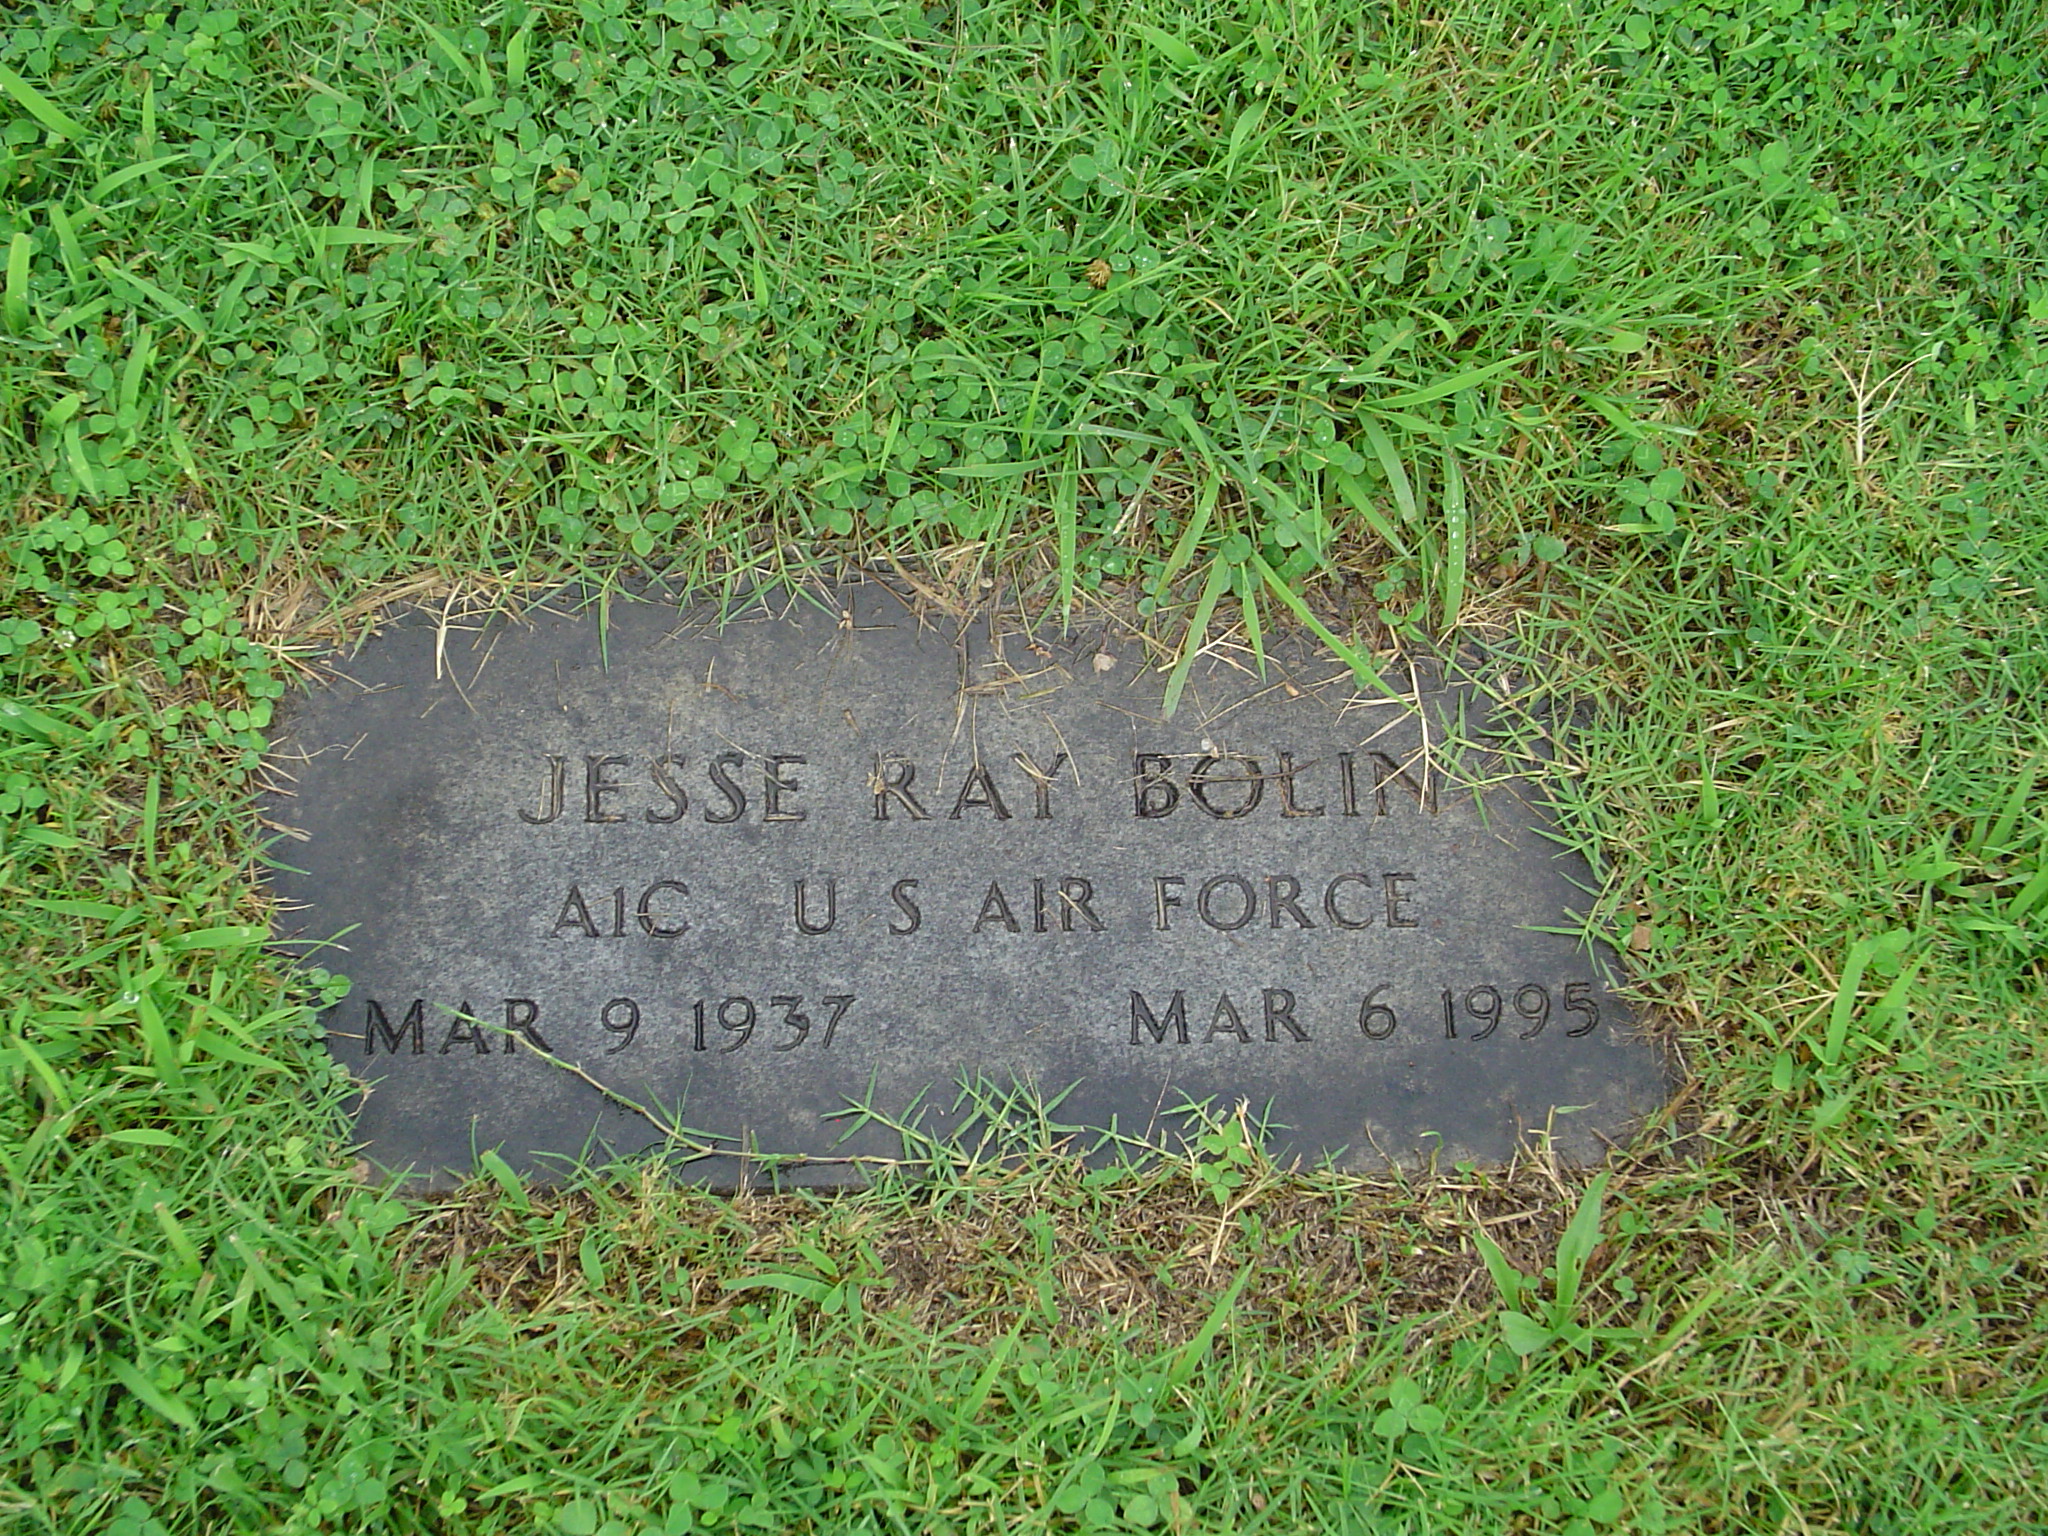 JESSE RAY BOLIN
A1C U S AIR FORCE
MAR 9 1937 MAR 6 1995